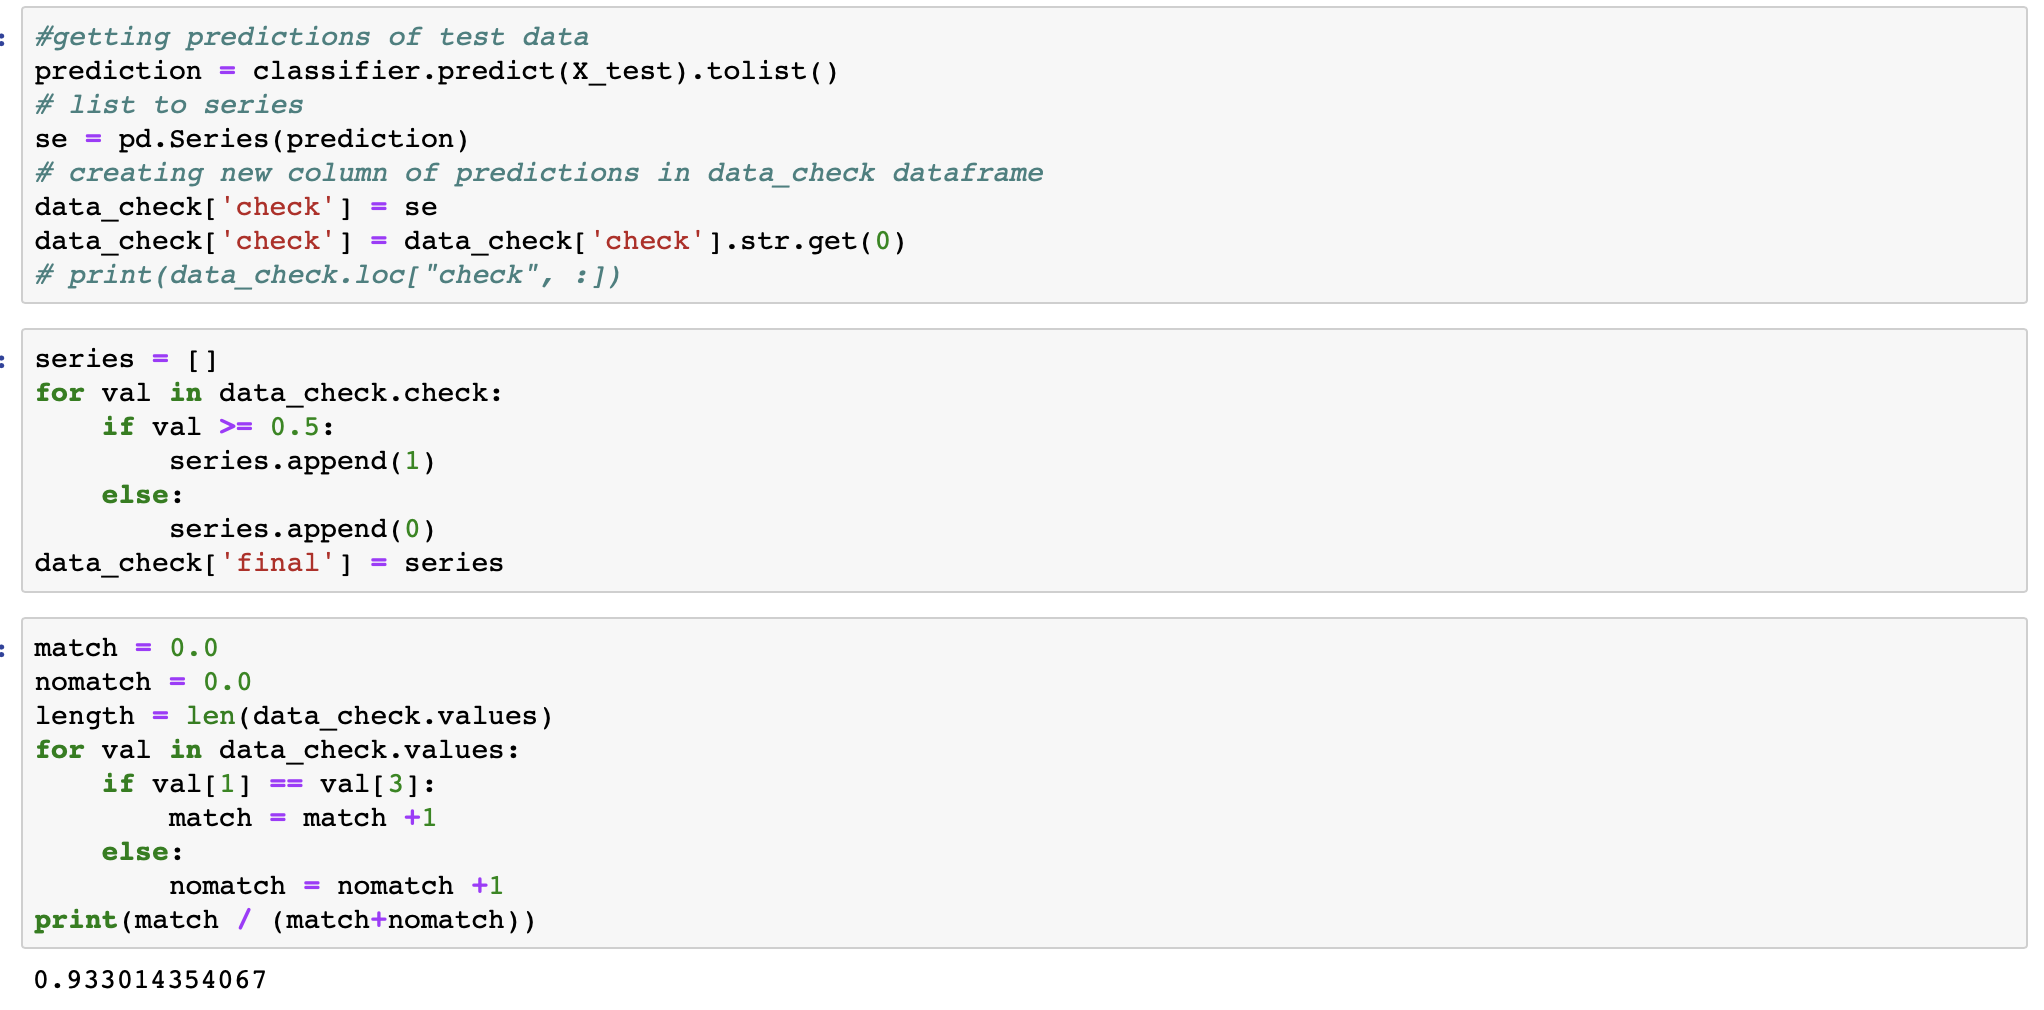 #getting predictions of test data
prediction = classifier.predict(X_test).tolist()
# list to series
se = pd.Series(prediction)
# creating new column of predictions in data_check dataframe
data_check['check'] = se
data_check['check'] = data_check['check'].str.get(0)
# print(data_check.loc["check", :])
series = []
for val in data_check.check:
    if val >= 0.5:
        series.append(1)
    else:
        series.append(0)
data_check['final'] = series
match = 0.0
nomatch = 0.0
length = len(data_check.values)
for val in data_check.values:
    if val[1] == val[3]:
        match = match +1
    else:
        nomatch = nomatch +1
print(match / (match+nomatch))
0.933014354067